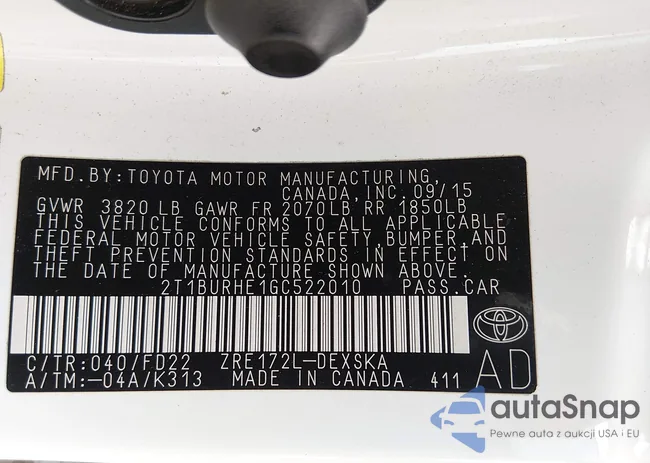 MFD. BY: TOYOTA MOTOR MANUFACTURING,
CANADA, INC. 09/15
GVWR 3820 LB GAWR FR 2070LB RR 1850LB
THIS VEHICLE CONFORMS TO ALL APPLICABLE
FEDERAL MOTOR VEHICLE SAFETY, BUMPER, AND
THEFT PREVENTION STANDARDS IN EFFECT ON
THE DATE OF MANUFACTURE SHOWN ABOVE.
2T1BURHE1GC522010 PASS. CAR
C/TR: 040/FD22 ZRE172L-DEXSKA
A/TM: -04A/K313 MADE IN CANADA 411
AD
autaSnap
Pewne auta z aukcji USA i EU